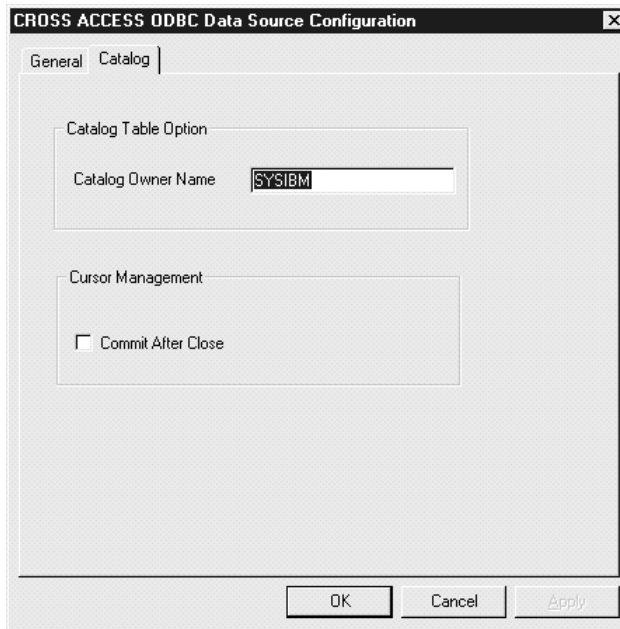 CROSS ACCESS ODBC Data Source Configuration
General Catalog
Catalog Table Option
Catalog Owner Name SYSIBM
Cursor Management
Commit After Close
OK Cancel Apply